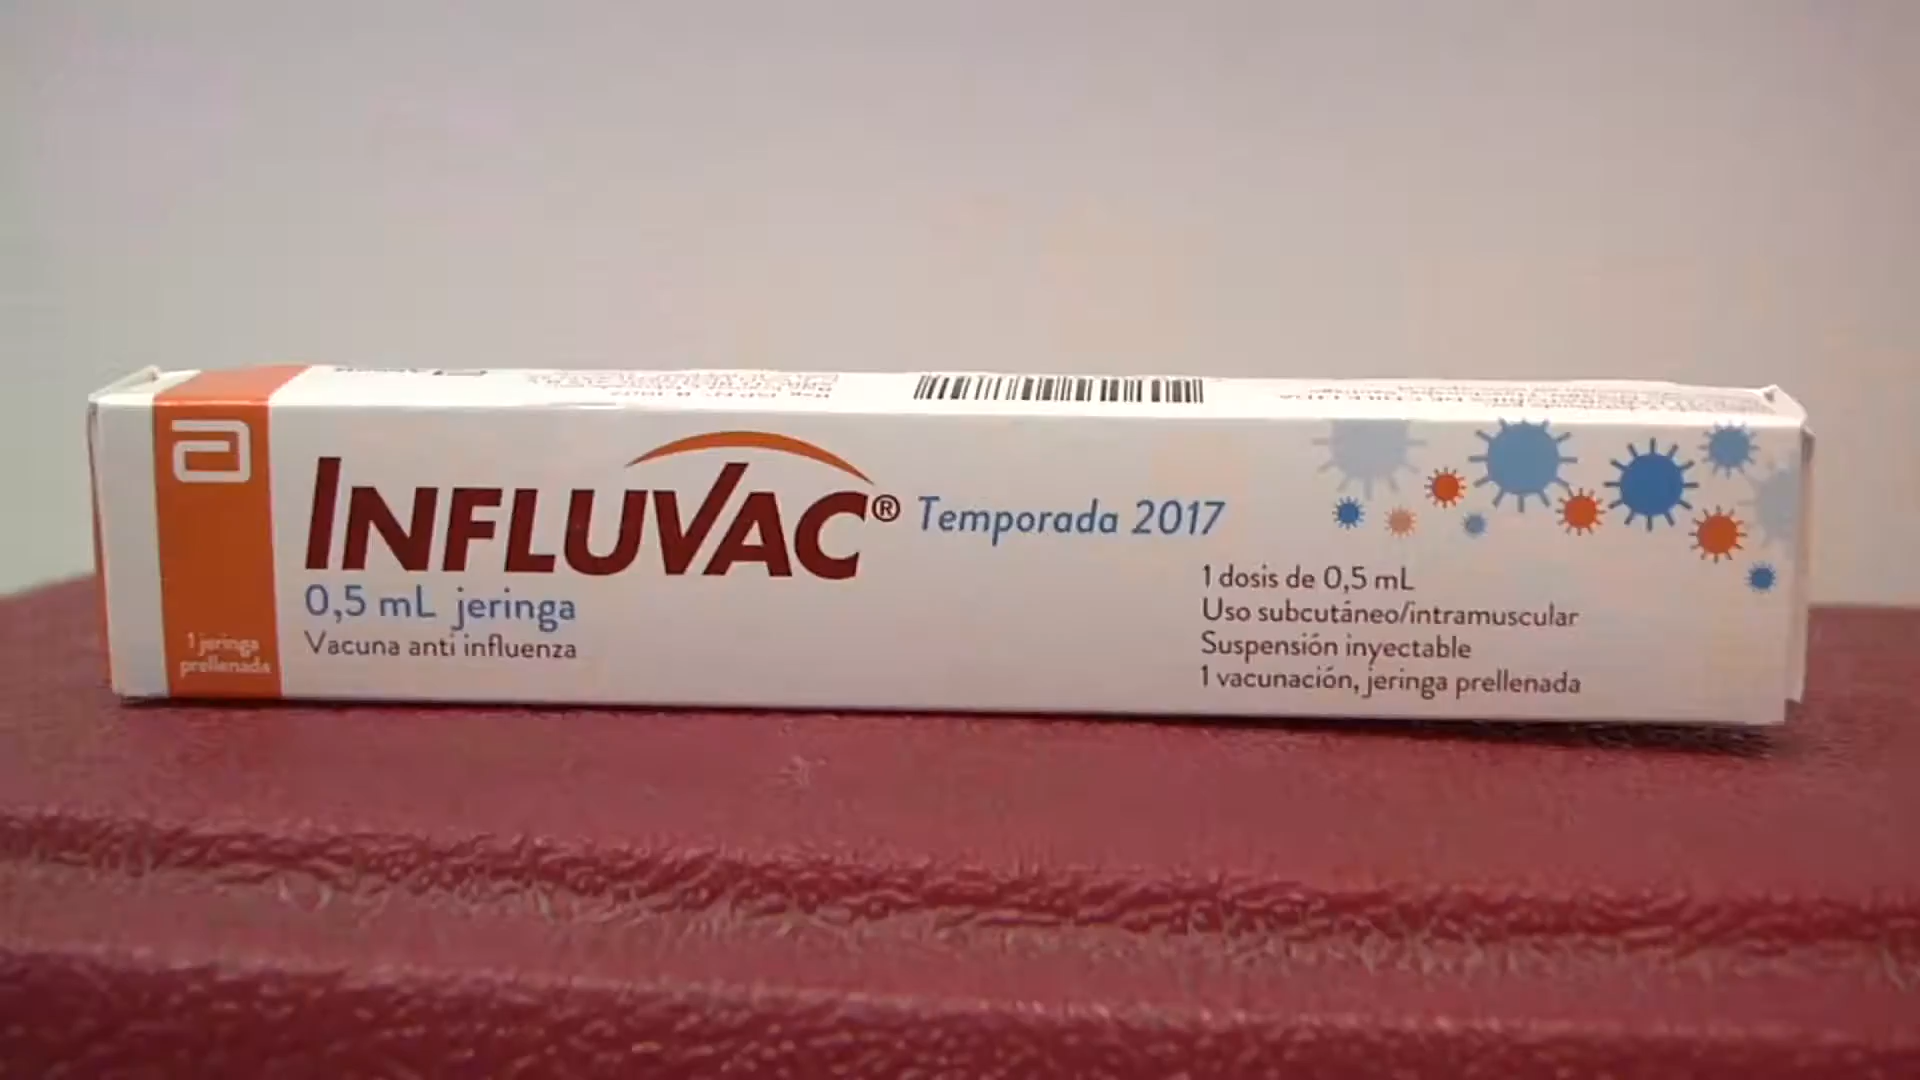 INFLUVAC® Temporada 2017
0,5 mL jeringa
Vacuna anti influenza
1 jeringa
prellenada
1 dosis de 0,5 mL
Uso subcutáneo/intramuscular
Suspensión inyectable
1 vacunación, jeringa prellenada